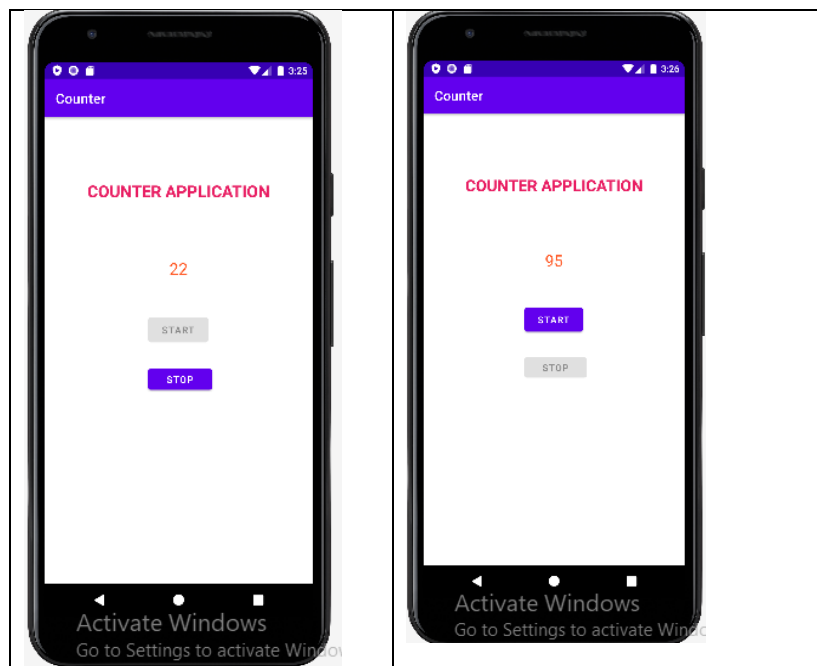 3:25
Counter
COUNTER APPLICATION
22
START
STOP
Activate Windows
Go to Settings to activate Window
3:26
Counter
COUNTER APPLICATION
95
START
STOP
Activate Windows
Go to Settings to activate Windo